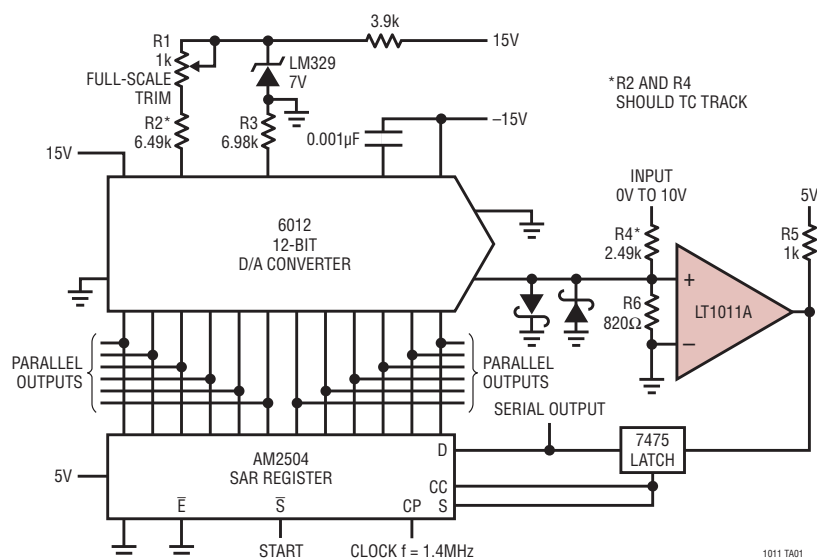 3.9k
15V
R1
1k
FULL-SCALE
TRIM
LM329
7V
*R2 AND R4
SHOULD TC TRACK
R2*
6.49k
R3
6.98k
0.001µF
–15V
15V
INPUT
0V TO 10V
5V
6012
12-BIT
D/A CONVERTER
R4*
2.49k
R5
1k
R6
820Ω
+
–
LT1011A
PARALLEL
OUTPUTS
PARALLEL
OUTPUTS
SERIAL OUTPUT
7475
LATCH
AM2504
SAR REGISTER
D
CC
S
5V
E̅
S̅
CP
START
CLOCK f = 1.4MHz
1011 TA01